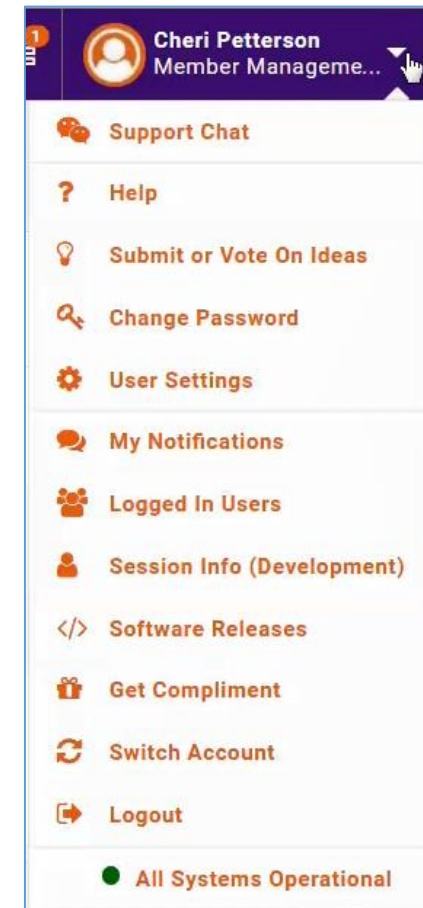 1
Cheri Petterson
Member Manageme...
Support Chat
? Help
Submit or Vote On Ideas
Change Password
User Settings
My Notifications
Logged In Users
Session Info (Development)
</> Software Releases
Get Compliment
Switch Account
Logout
All Systems Operational